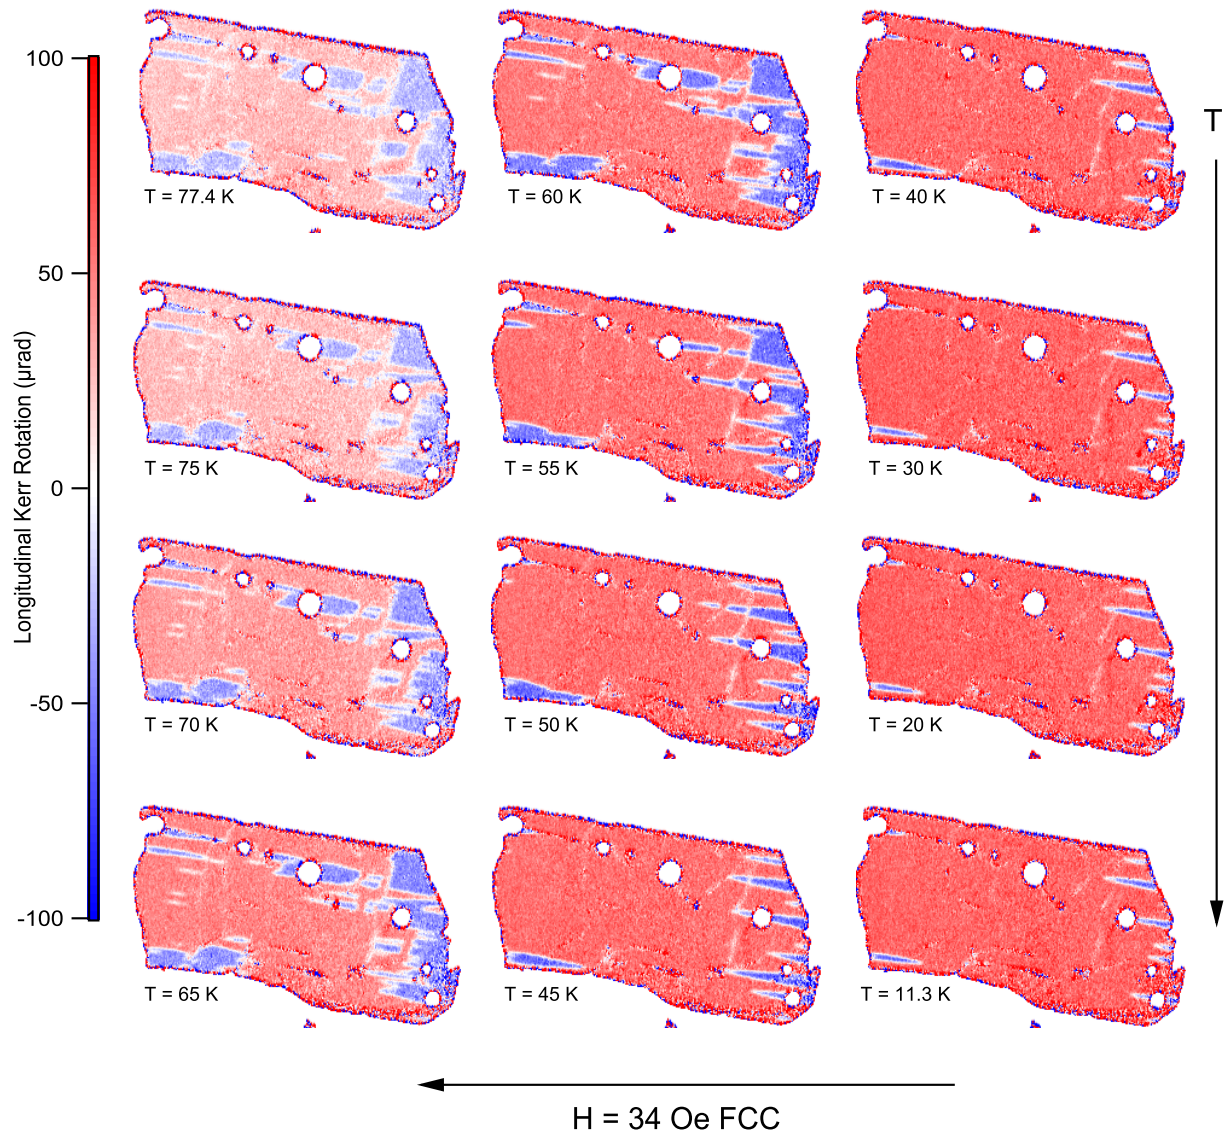 100
50
0
-50
-100
Longitudinal Kerr Rotation (µrad)
T = 77.4 K
T = 60 K
T = 40 K
T
T = 75 K
T = 55 K
T = 30 K
T = 70 K
T = 50 K
T = 20 K
T = 65 K
T = 45 K
T = 11.3 K
H = 34 Oe FCC